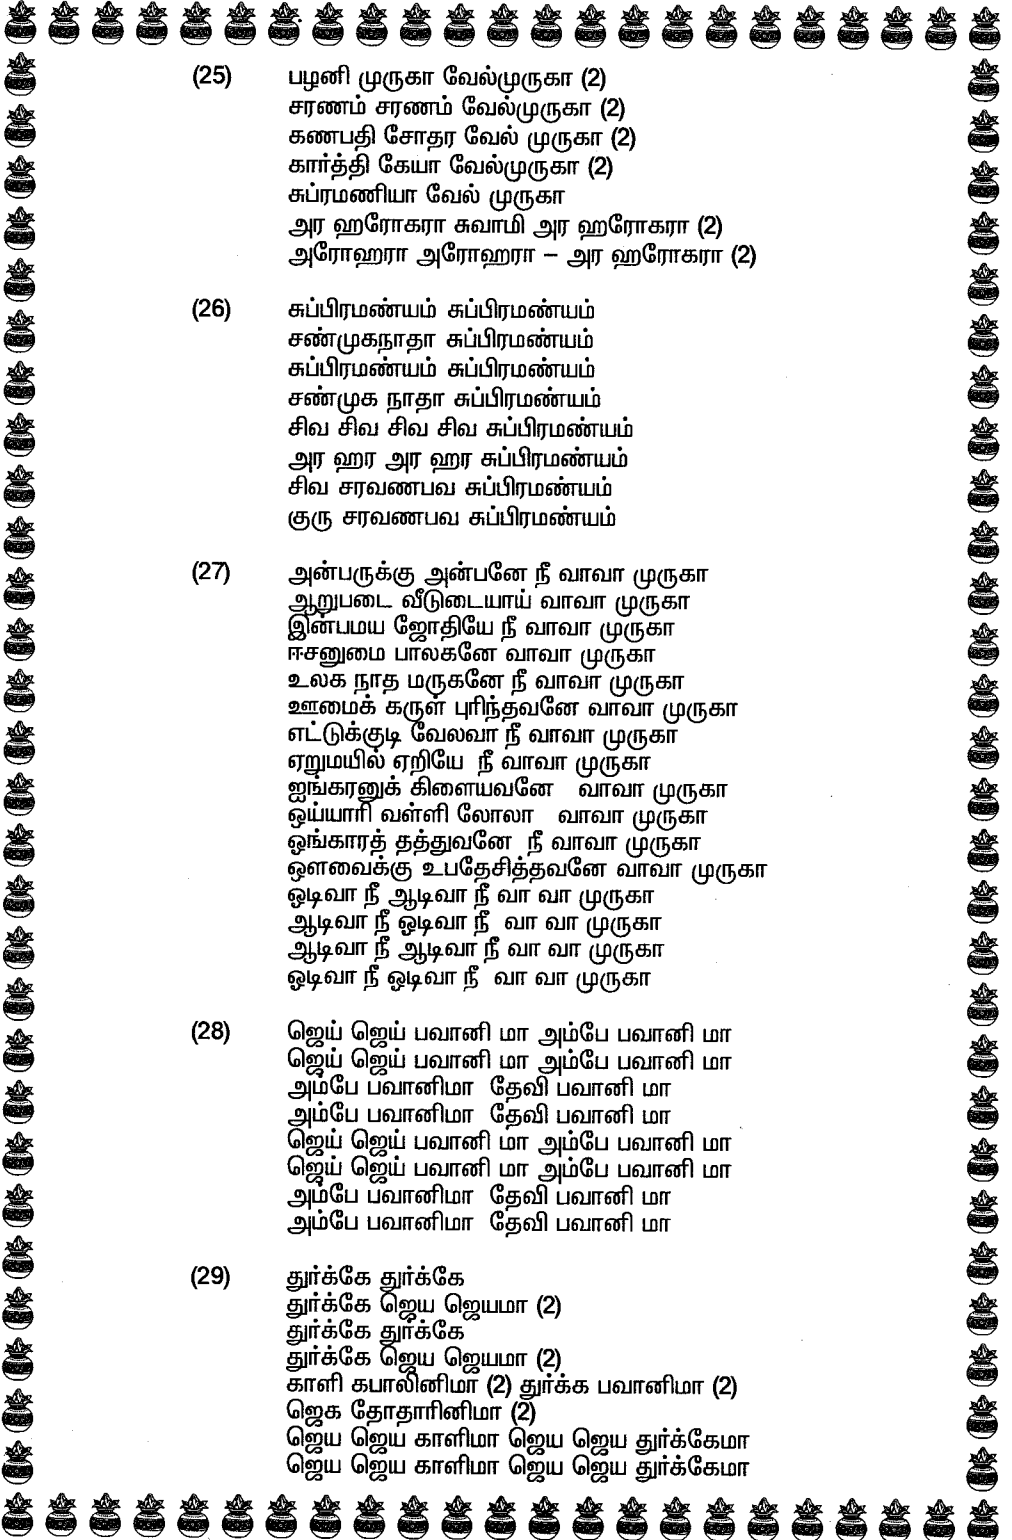 (25) பழனி முருகா வேல்முருகா (2)
சரணம் சரணம் வேல்முருகா (2)
கணபதி சோதர வேல் முருகா (2)
கார்த்தி கேயா வேல்முருகா (2)
சுப்ரமணியா வேல் முருகா
அர ஹரோகரா சுவாமி அர ஹரோகரா (2)
அரோஹரா அரோஹரா – அர ஹரோகரா (2)
(26) சுப்பிரமண்யம் சுப்பிரமண்யம்
சண்முகநாதா சுப்பிரமண்யம்
சுப்பிரமண்யம் சுப்பிரமண்யம்
சண்முக நாதா சுப்பிரமண்யம்
சிவ சிவ சிவ சிவ சுப்பிரமண்யம்
அர ஹர அர ஹர சுப்பிரமண்யம்
சிவ சரவணபவ சுப்பிரமண்யம்
குரு சரவணபவ சுப்பிரமண்யம்
(27) அன்பருக்கு அன்பனே நீ வாவா முருகா
ஆறுபடை வீடுடையாய் வாவா முருகா
இன்பமய ஜோதியே நீ வாவா முருகா
ஈசனுமை பாலகனே வாவா முருகா
உலக நாத மருகனே நீ வாவா முருகா
ஊமைக் கருள் புரிந்தவனே வாவா முருகா
எட்டுக்குடி வேலவா நீ வாவா முருகா
ஏறுமயில் ஏறியே நீ வாவா முருகா
ஐங்கரனுக் கிளையவனே வாவா முருகா
ஒய்யாரி வள்ளி லோலா வாவா முருகா
ஓங்காரத் தத்துவனே நீ வாவா முருகா
ஔவைக்கு உபதேசித்தவனே வாவா முருகா
ஓடிவா நீ ஆடிவா நீ வா வா முருகா
ஆடிவா நீ ஓடிவா நீ வா வா முருகா
ஆடிவா நீ ஆடிவா நீ வா வா முருகா
ஓடிவா நீ ஓடிவா நீ வா வா முருகா
(28) ஜெய் ஜெய் பவானி மா அம்பே பவானி மா
ஜெய் ஜெய் பவானி மா அம்பே பவானி மா
அம்பே பவானிமா தேவி பவானி மா
அம்பே பவானிமா தேவி பவானி மா
ஜெய் ஜெய் பவானி மா அம்பே பவானி மா
ஜெய் ஜெய் பவானி மா அம்பே பவானி மா
அம்பே பவானிமா தேவி பவானி மா
அம்பே பவானிமா தேவி பவானி மா
(29) துர்க்கே துர்க்கே
துர்க்கே ஜெய ஜெயமா (2)
துர்க்கே துர்க்கே
துர்க்கே ஜெய ஜெயமா (2)
காளி கபாலினிமா (2) துர்க்க பவானிமா (2)
ஜெக தோதாரினிமா (2)
ஜெய ஜெய காளிமா ஜெய ஜெய துர்க்கேமா
ஜெய ஜெய காளிமா ஜெய ஜெய துர்க்கேமா